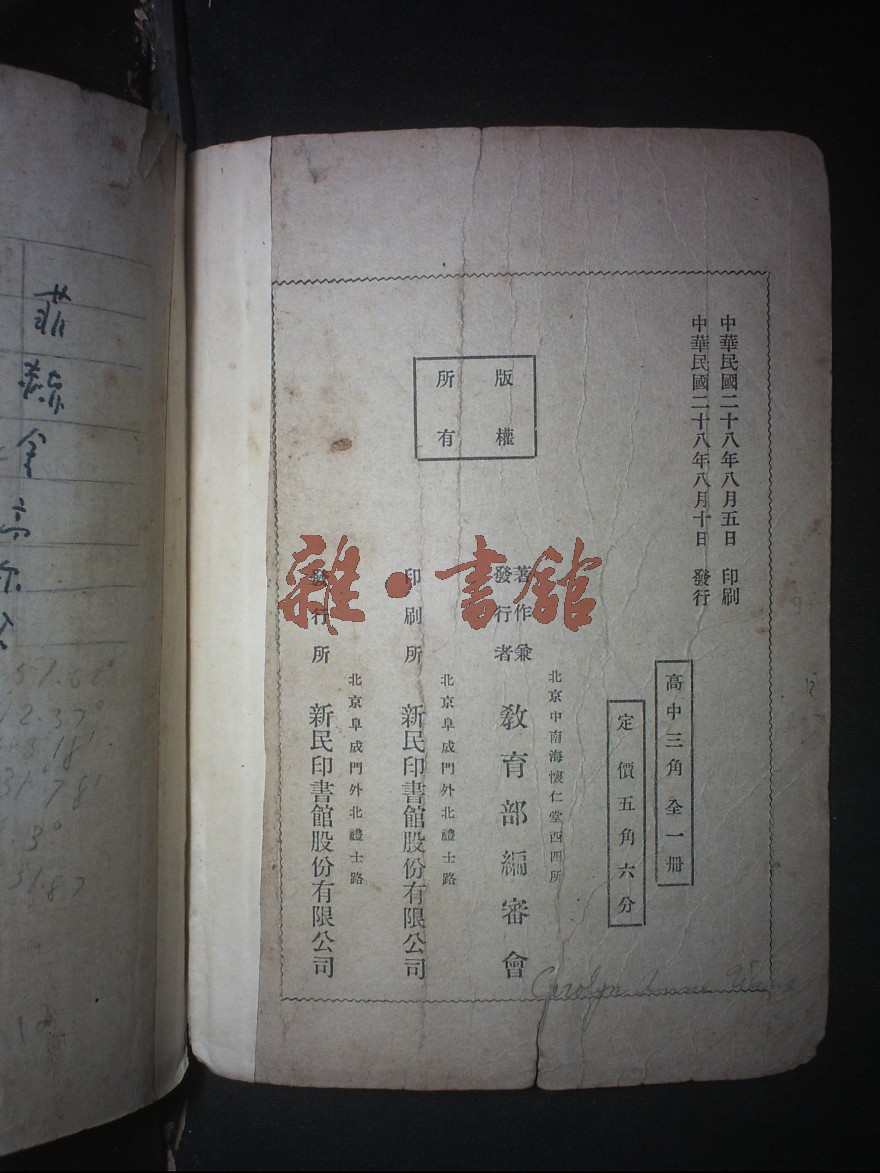 中華民國二十八年八月五日　印刷
中華民國二十八年八月十日　發行
高中三角全一冊
定價五角六分
版權
所有
著作兼
發行者
北京中南海懷仁堂西四所
教育部編審會
印刷所
北京阜成門外北禮士路
新民印書館股份有限公司
發行所
北京阜成門外北禮士路
新民印書館股份有限公司
雜·書館
Carolyn Anne
金
高